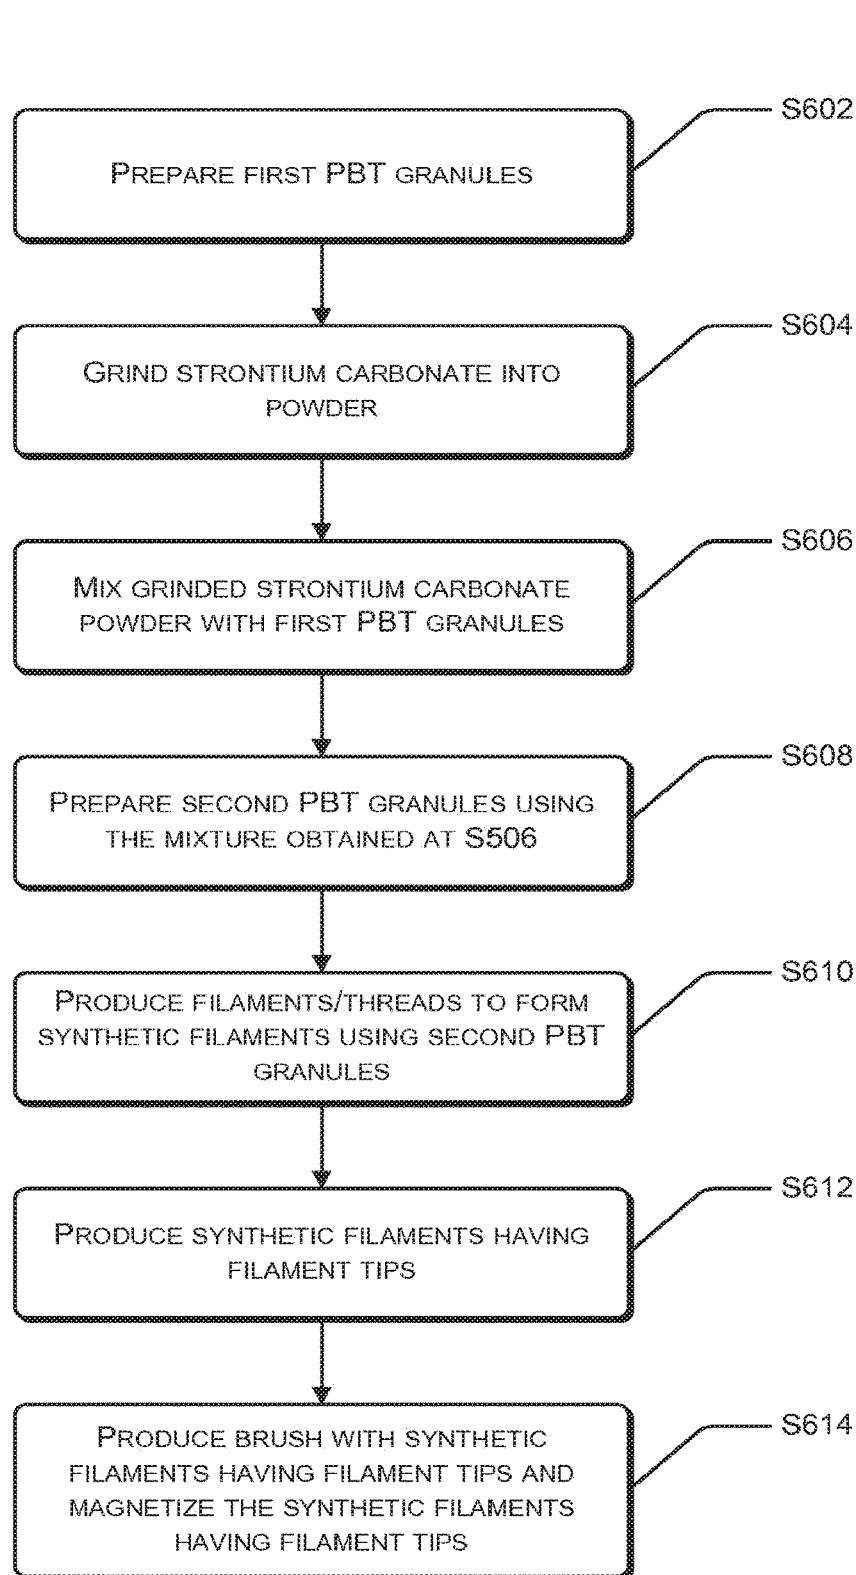 S602
PREPARE FIRST PBT GRANULES
S604
GRIND STRONTIUM CARBONATE INTO
POWDER
S606
MIX GRINDED STRONTIUM CARBONATE
POWDER WITH FIRST PBT GRANULES
S608
PREPARE SECOND PBT GRANULES USING
THE MIXTURE OBTAINED AT S506
S610
PRODUCE FILAMENTS/THREADS TO FORM
SYNTHETIC FILAMENTS USING SECOND PBT
GRANULES
S612
PRODUCE SYNTHETIC FILAMENTS HAVING
FILAMENT TIPS
S614
PRODUCE BRUSH WITH SYNTHETIC
FILAMENTS HAVING FILAMENT TIPS AND
MAGNETIZE THE SYNTHETIC FILAMENTS
HAVING FILAMENT TIPS